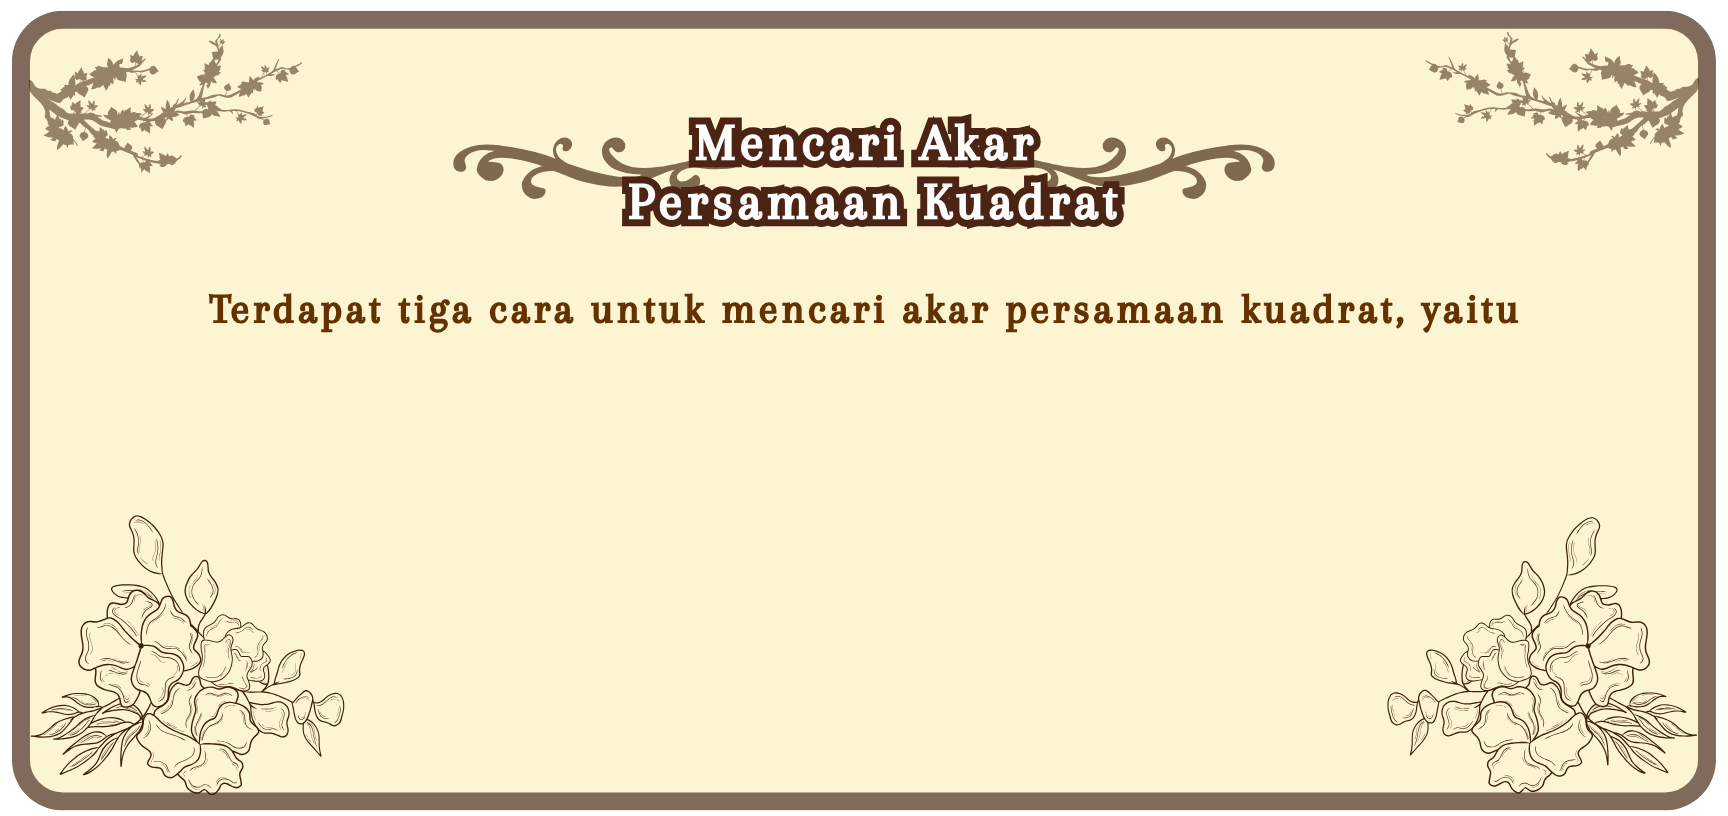 Mencari Akar
Persamaan Kuadrat
Terdapat tiga cara untuk mencari akar persamaan kuadrat, yaitu